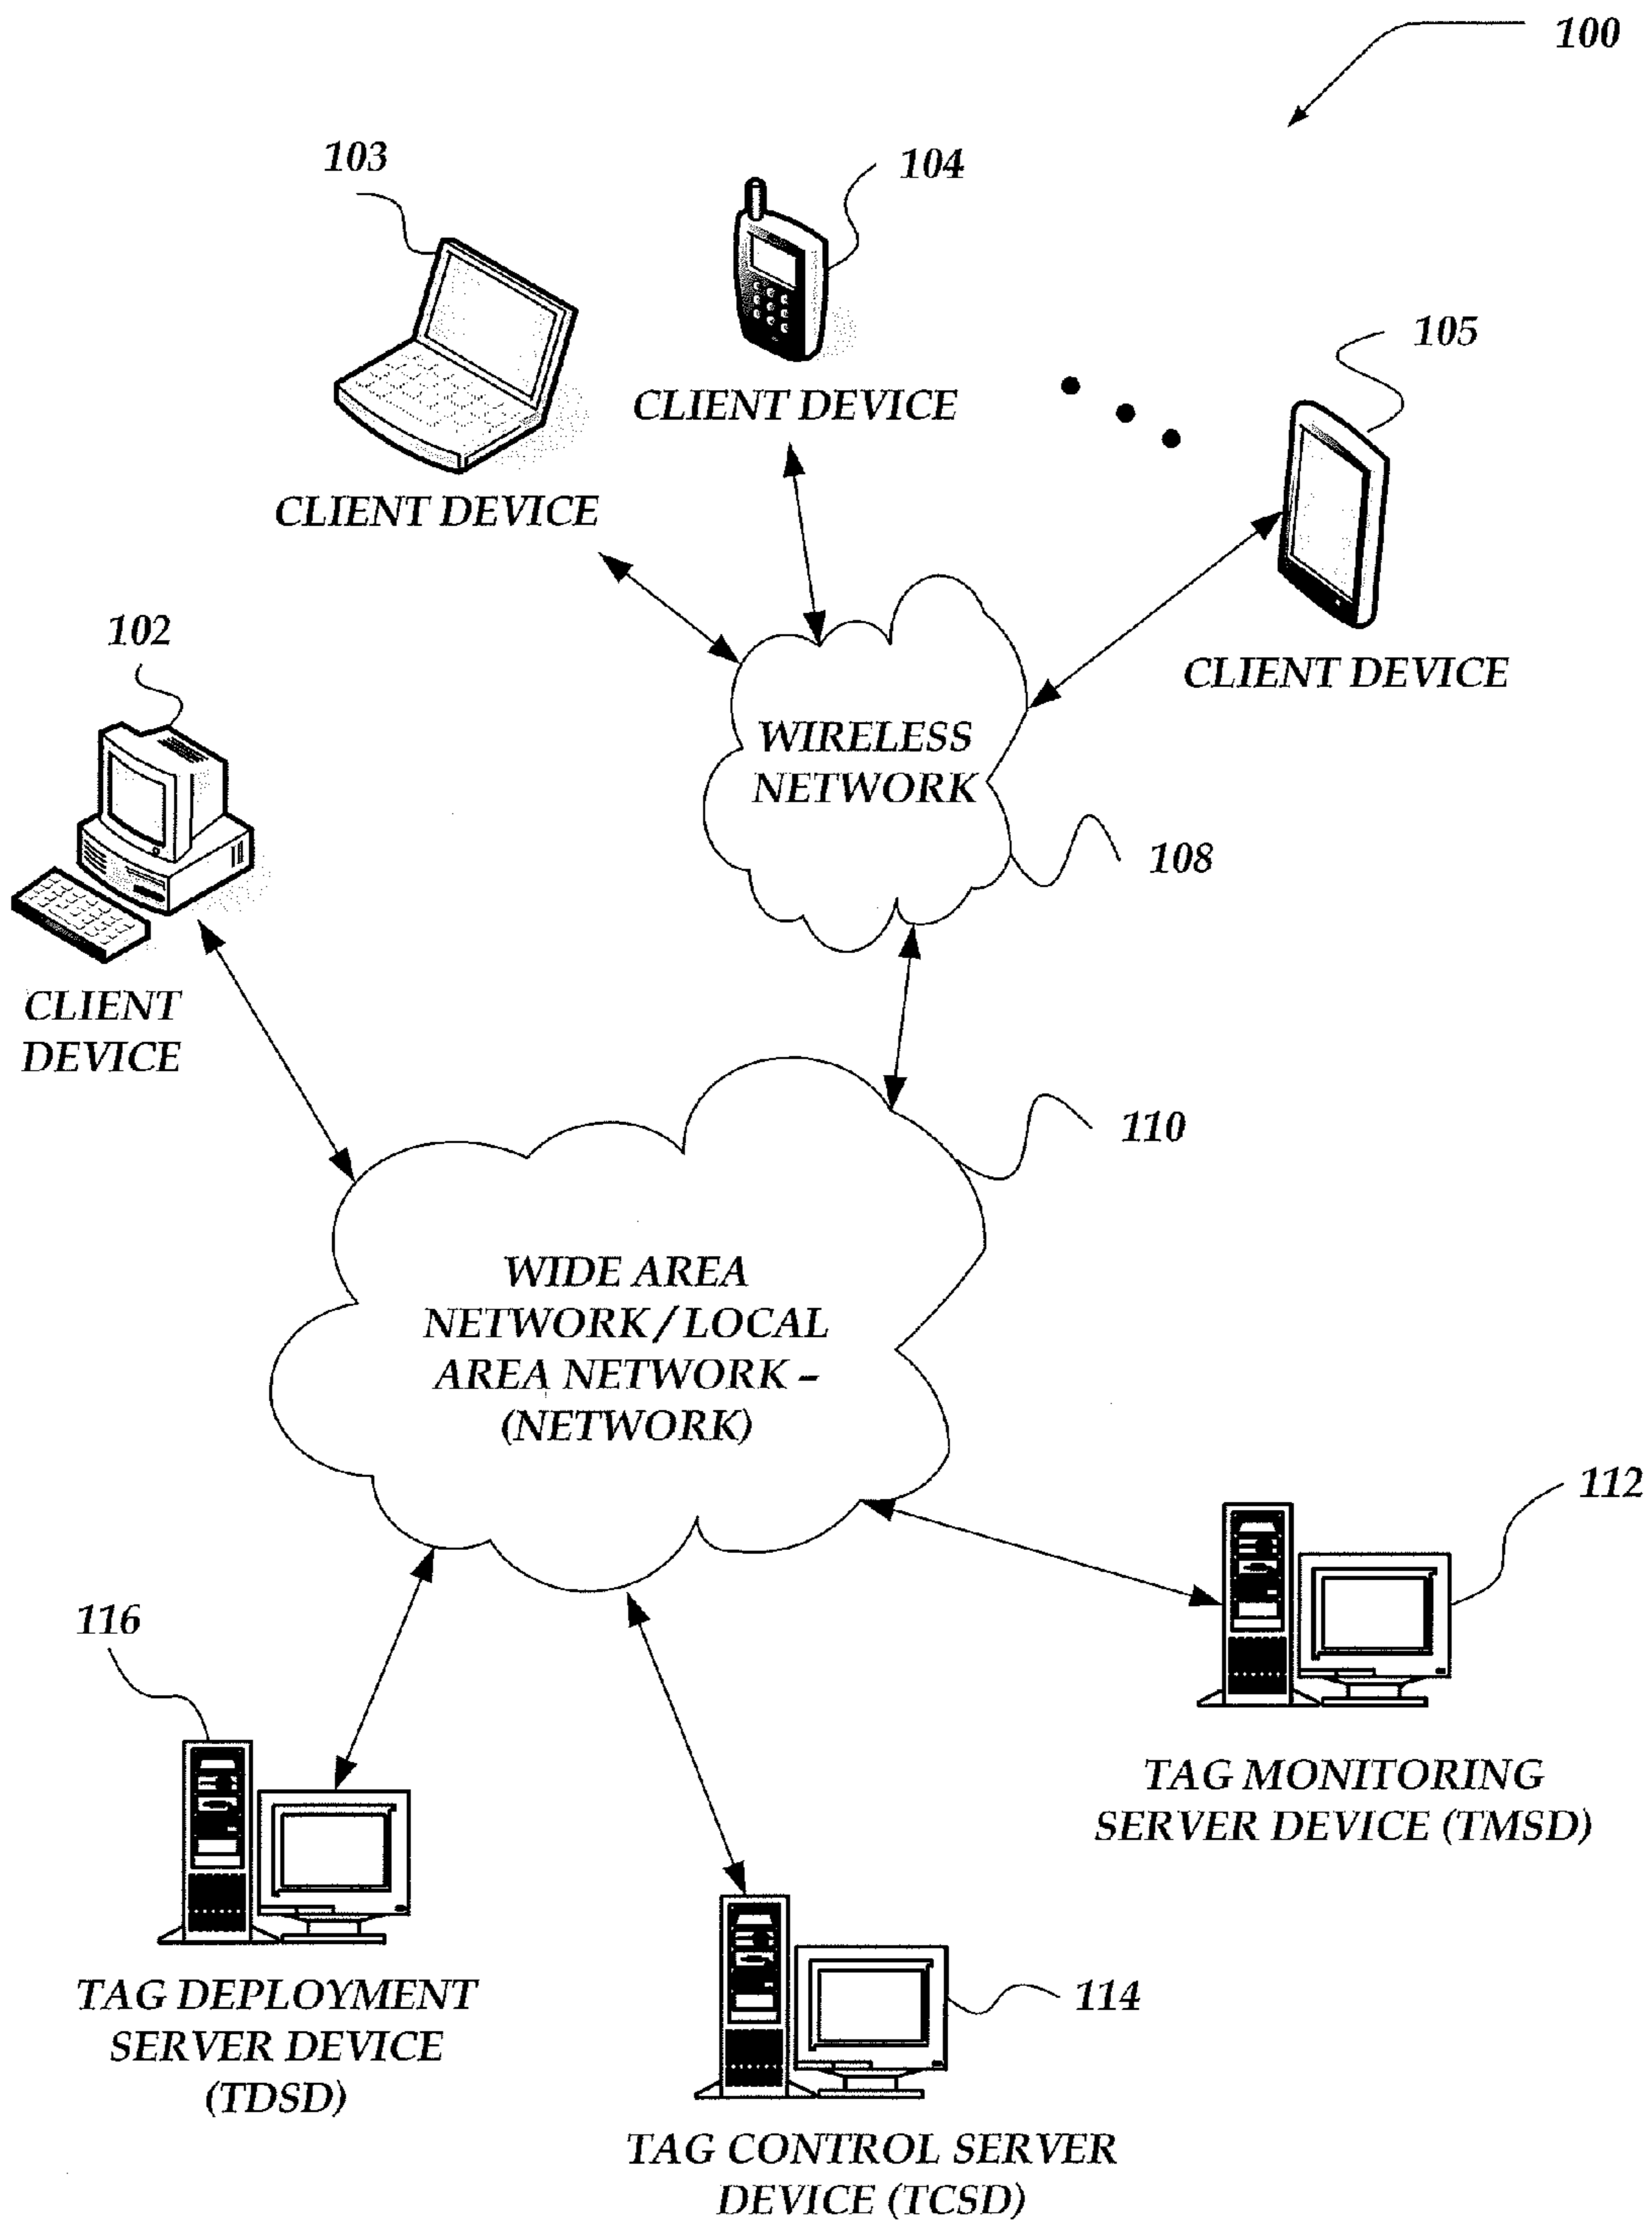 100
103
104
CLIENT DEVICE
105
CLIENT DEVICE
CLIENT DEVICE
102
WIRELESS
NETWORK
108
CLIENT
DEVICE
110
WIDE AREA
NETWORK/LOCAL
AREA NETWORK –
(NETWORK)
112
116
TAG MONITORING
SERVER DEVICE (TMSD)
TAG DEPLOYMENT
SERVER DEVICE
(TDSD)
114
TAG CONTROL SERVER
DEVICE (TCSD)